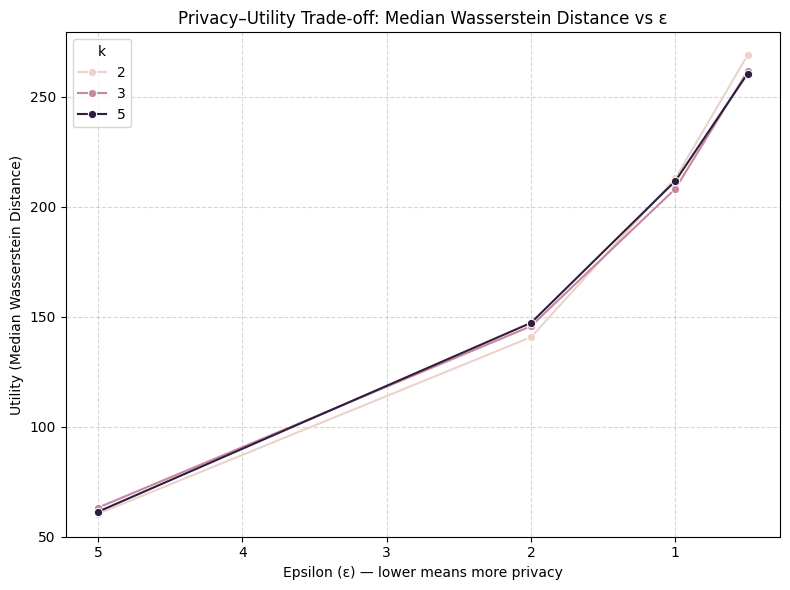 Privacy–Utility Trade-off: Median Wasserstein Distance vs ε
k
2
3
5
250
200
150
100
50
Utility (Median Wasserstein Distance)
5 4 3 2 1
Epsilon (ε) — lower means more privacy